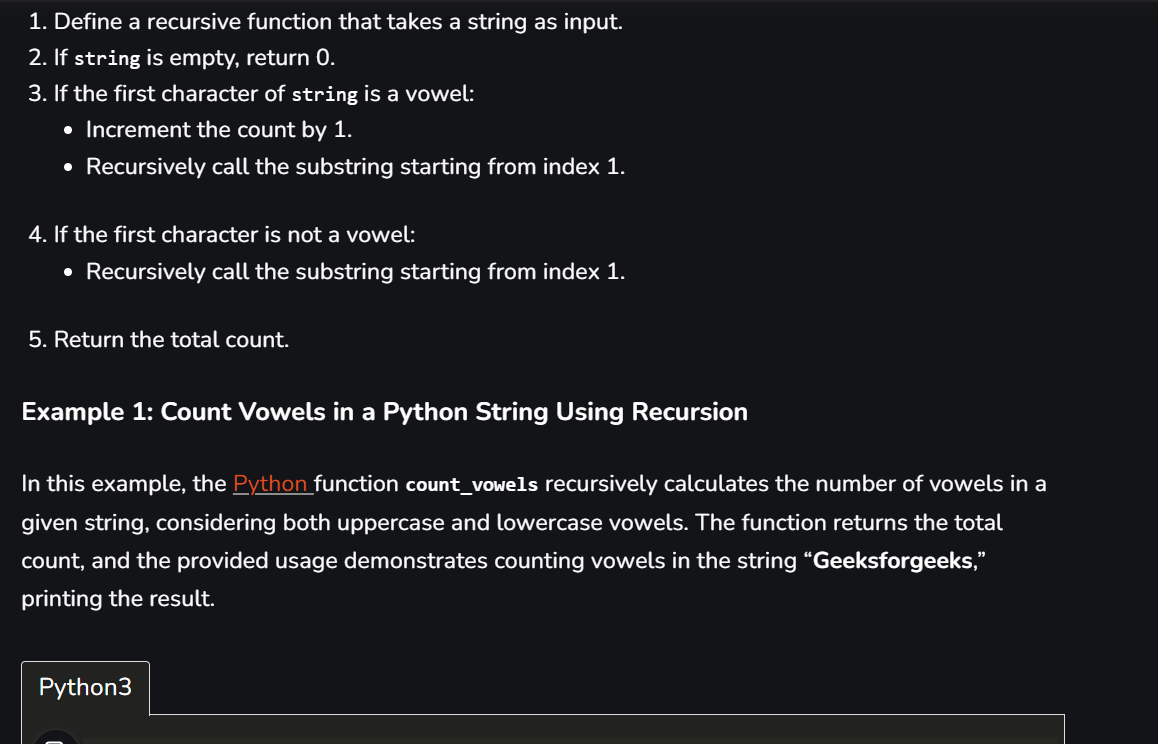 1. Define a recursive function that takes a string as input.
2. If string is empty, return 0.
3. If the first character of string is a vowel:
• Increment the count by 1.
• Recursively call the substring starting from index 1.
4. If the first character is not a vowel:
• Recursively call the substring starting from index 1.
5. Return the total count.
Example 1: Count Vowels in a Python String Using Recursion
In this example, the Python function count_vowels recursively calculates the number of vowels in a
given string, considering both uppercase and lowercase vowels. The function returns the total
count, and the provided usage demonstrates counting vowels in the string “Geeksforgeeks,”
printing the result.
Python3